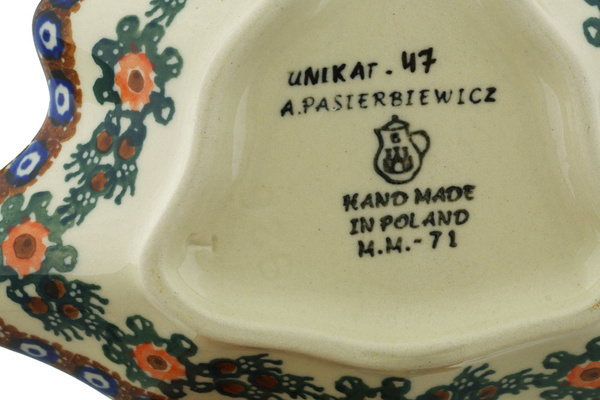 UNIKAT - 47
A. PASIERBIEWICZ
B
HAND MADE
IN POLAND
M.M. - 71